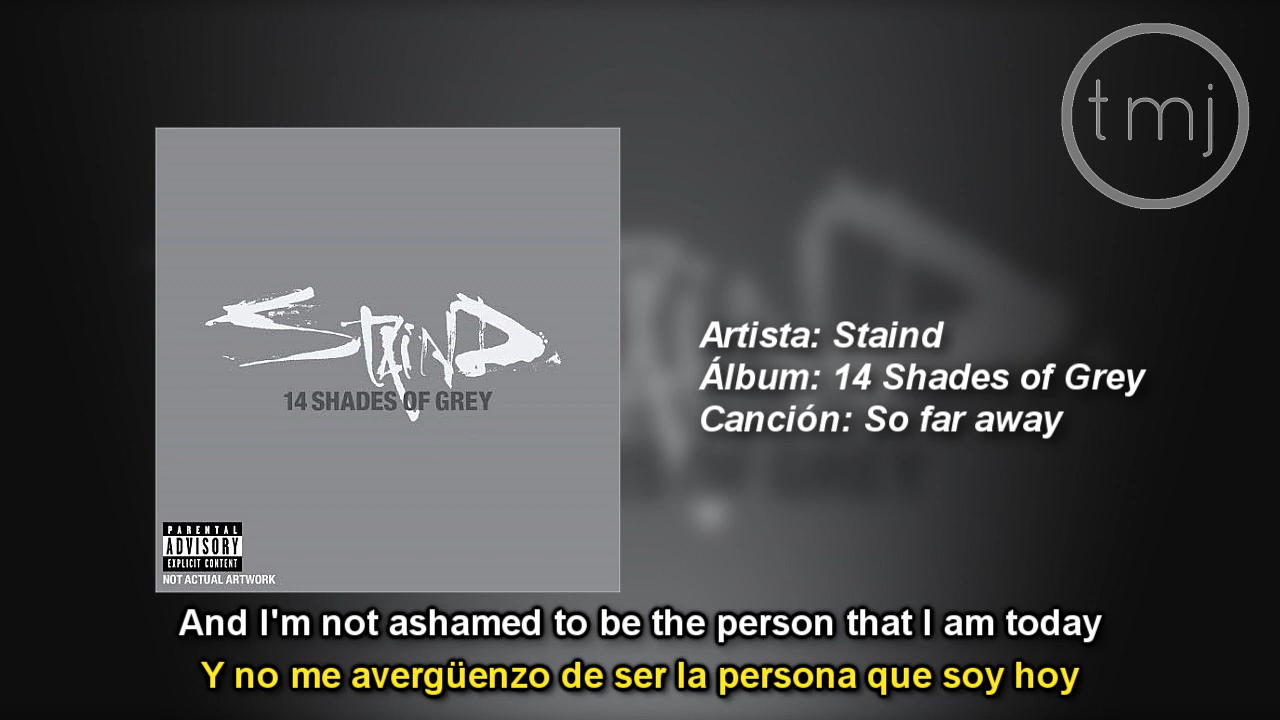 tmj
STAIND
14 SHADES OF GREY
PARENTAL
ADVISORY
EXPLICIT CONTENT
NOT ACTUAL ARTWORK
Artista: Staind
Álbum: 14 Shades of Grey
Canción: So far away
And I'm not ashamed to be the person that I am today
Y no me avergüenzo de ser la persona que soy hoy